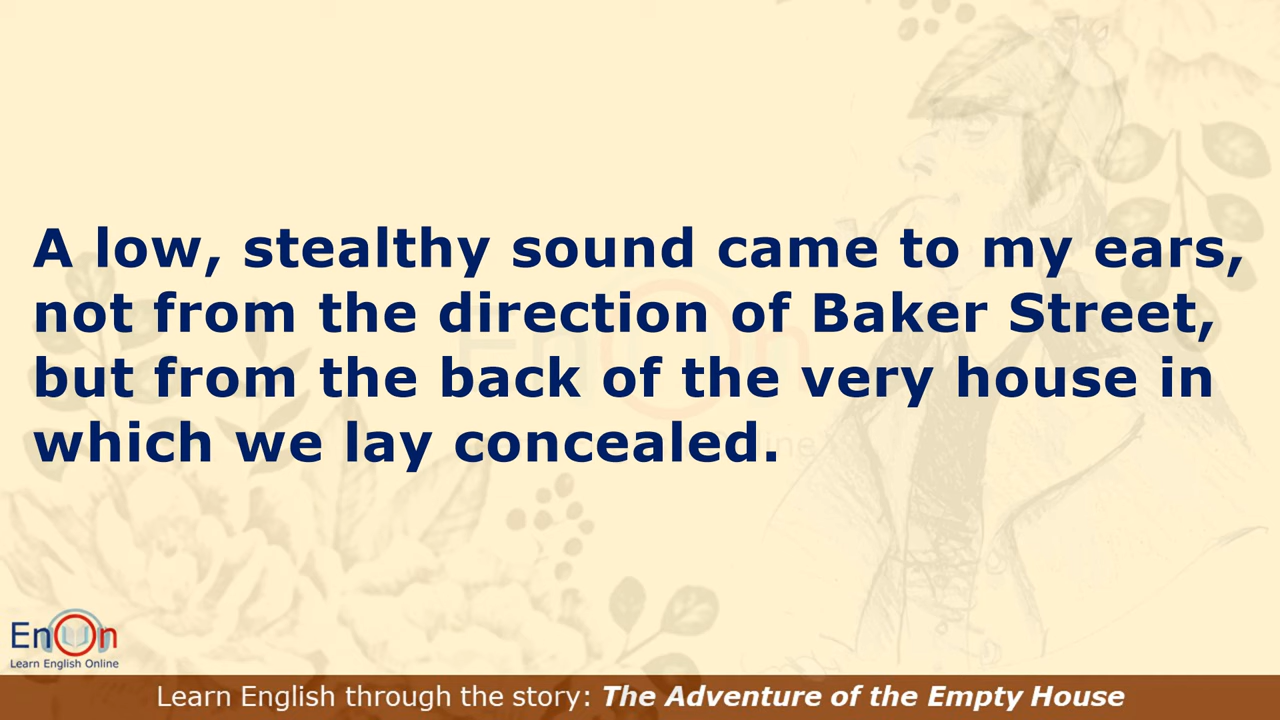 A low, stealthy sound came to my ears,
not from the direction of Baker Street,
but from the back of the very house in
which we lay concealed.
EnOn
Learn English Online
Learn English through the story: The Adventure of the Empty House